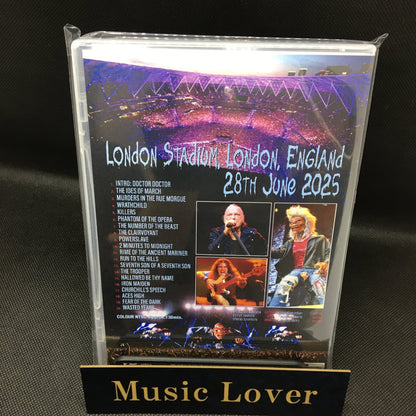 London Stadium, London, England
28th June 2025
INTRO: DOCTOR DOCTOR
THE IDES OF MARCH
MURDERS IN THE RUE MORGUE
WRATHCHILD
KILLERS
PHANTOM OF THE OPERA
THE NUMBER OF THE BEAST
THE CLAIRVOYANT
POWERSLAVE
2 MINUTES TO MIDNIGHT
RIME OF THE ANCIENT MARINER
RUN TO THE HILLS
SEVENTH SON OF A SEVENTH SON
THE TROOPER
HALLOWED BE THY NAME
IRON MAIDEN
CHURCHILL'S SPEECH
ACES HIGH
FEAR OF THE DARK
WASTED YEARS
COLOUR NTSC
Music Lover